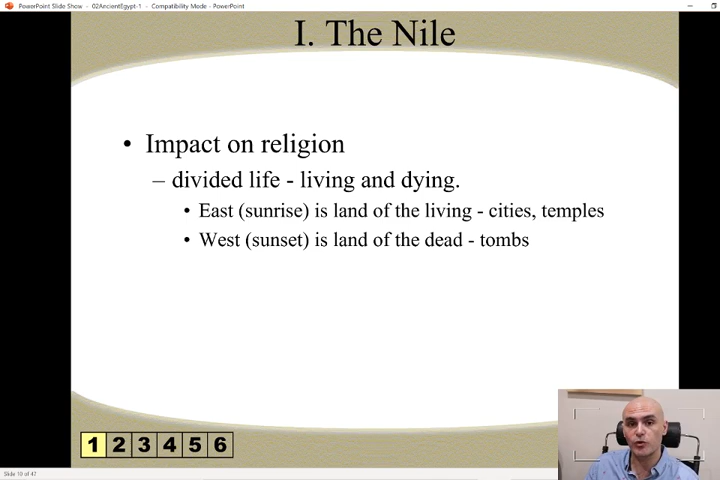 PowerPoint Slide Show - 02AncientEgypt-1 - Compatibility Mode - PowerPoint
I. The Nile
• Impact on religion
– divided life - living and dying.
• East (sunrise) is land of the living - cities, temples
• West (sunset) is land of the dead - tombs
1 2 3 4 5 6
Slide 10 of 47